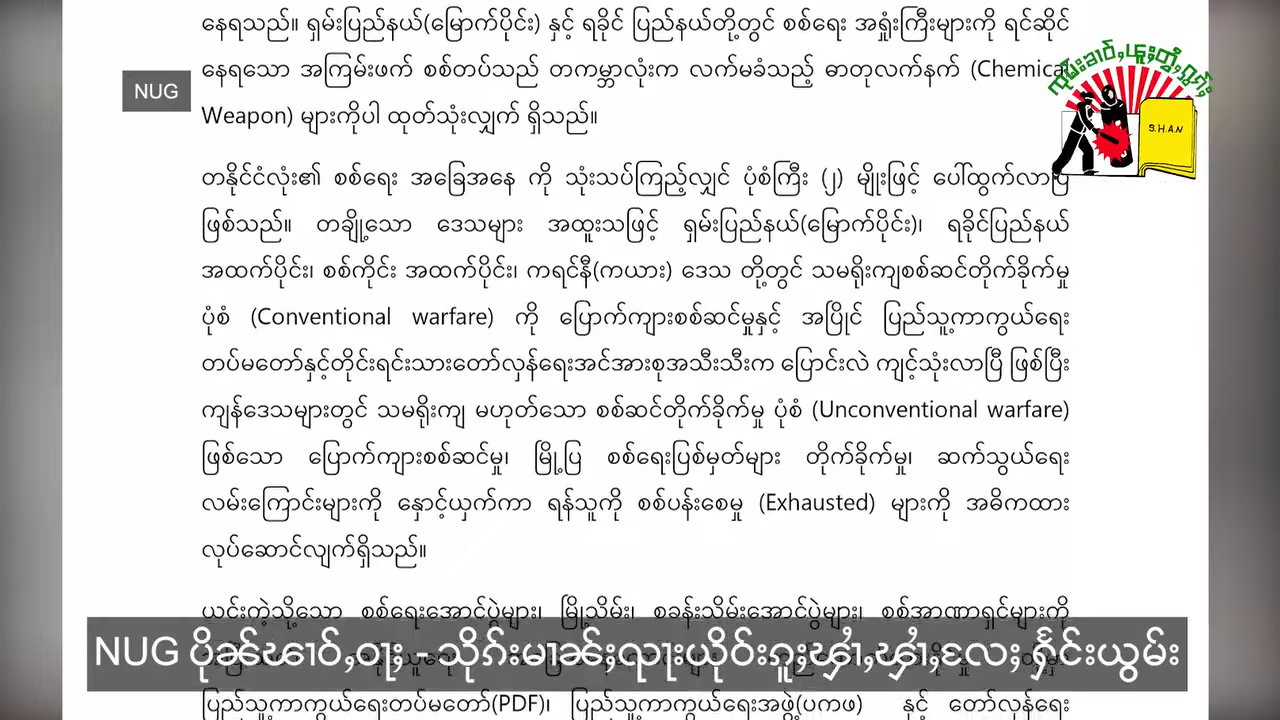 နေရသည်။ ရှမ်းပြည်နယ်(မြောက်ပိုင်း) နှင့် ရခိုင် ပြည်နယ်တို့တွင် စစ်ရေး အရှုံးကြီးများကို ရင်ဆိုင်
နေရသော အကြမ်းဖက် စစ်အုပ်သည် တကမ္ဘာလုံးက လက်မခံသည့် ဓာတုလက်နက် (Chemical
NUG
Weapon) များကိုပါ ထုတ်သုံးလျှက် ရှိသည်။
S.H.A.N
တနိုင်ငံလုံး၏ စစ်ရေး အခြေအနေ ကို သုံးသပ်ကြည့်လျှင် ပုံစံကြီး (၂) မျိုးဖြင့် ပေါ်ထွက်လာပြီ
ဖြစ်သည်။ တချို့သော ဒေသများ အထူးသဖြင့် ရှမ်းပြည်နယ်(မြောက်ပိုင်း)၊ ရခိုင်ပြည်နယ်
အထက်ပိုင်း၊ စစ်ကိုင်း အထက်ပိုင်း၊ ကရင်နီ(ကယား) ဒေသ တို့တွင် သမရိုးကျစစ်ဆင်တိုက်ခိုက်မှု
ပုံစံ (Conventional warfare) ကို ပြောက်ကျားစစ်ဆင်မှုနှင့် အပြိုင် ပြည်သူ့ကာကွယ်ရေး
တပ်မတော်နှင့်တိုင်းရင်းသားတော်လှန်ရေးအင်အားစုအသီးသီးက ပြောင်းလဲ ကျင့်သုံးလာပြီ ဖြစ်ပြီး
ကျန်ဒေသများတွင် သမရိုးကျ မဟုတ်သော စစ်ဆင်တိုက်ခိုက်မှု ပုံစံ (Unconventional warfare)
ဖြစ်သော ပြောက်ကျားစစ်ဆင်မှု၊ မြို့ပြ စစ်ရေးပြစ်မှတ်များ တိုက်ခိုက်မှု၊ ဆက်သွယ်ရေး
လမ်းကြောင်းများကို နှောင့်ယှက်ကာ ရန်သူကို စစ်ပန်းစေမှု (Exhausted) များကို အဓိကထား
လုပ်ဆောင်လျက်ရှိသည်။
ယင်းကဲ့သို့သော စစ်ရေးအောင်ပွဲများ၊ မြို့သိမ်း၊ စခန်းသိမ်းအောင်ပွဲများ၊ စစ်အာဏာရှင်များကို
NUG ပိုၼ်ၽၢဝ်ႇဝႃႈ - သိုၵ်းမၢၼ်ႈလုႁ်းယိုဝ်းၵူႈၽႂ်ႇၽႂ်ႇလႄႈ ႁႅင်းယွမ်း
ပြည်သူ့ကာကွယ်ရေးတပ်မတော်(PDF)၊ ပြည်သူ့ကာကွယ်ရေးအဖွဲ့(ပကဖ) နှင့် တော်လှန်ရေး